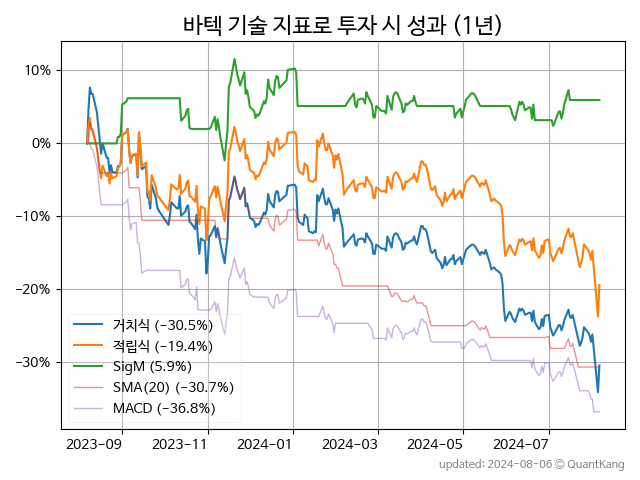 바텍 기술 지표로 투자 시 성과 (1년)
10%
0%
−10%
−20%
−30%
거치식 (−30.5%)
적립식 (−19.4%)
SigM (5.9%)
SMA(20) (−30.7%)
MACD (−36.8%)
2023-09
2023-11
2024-01
2024-03
2024-05
2024-07
updated: 2024-08-06 © QuantKang